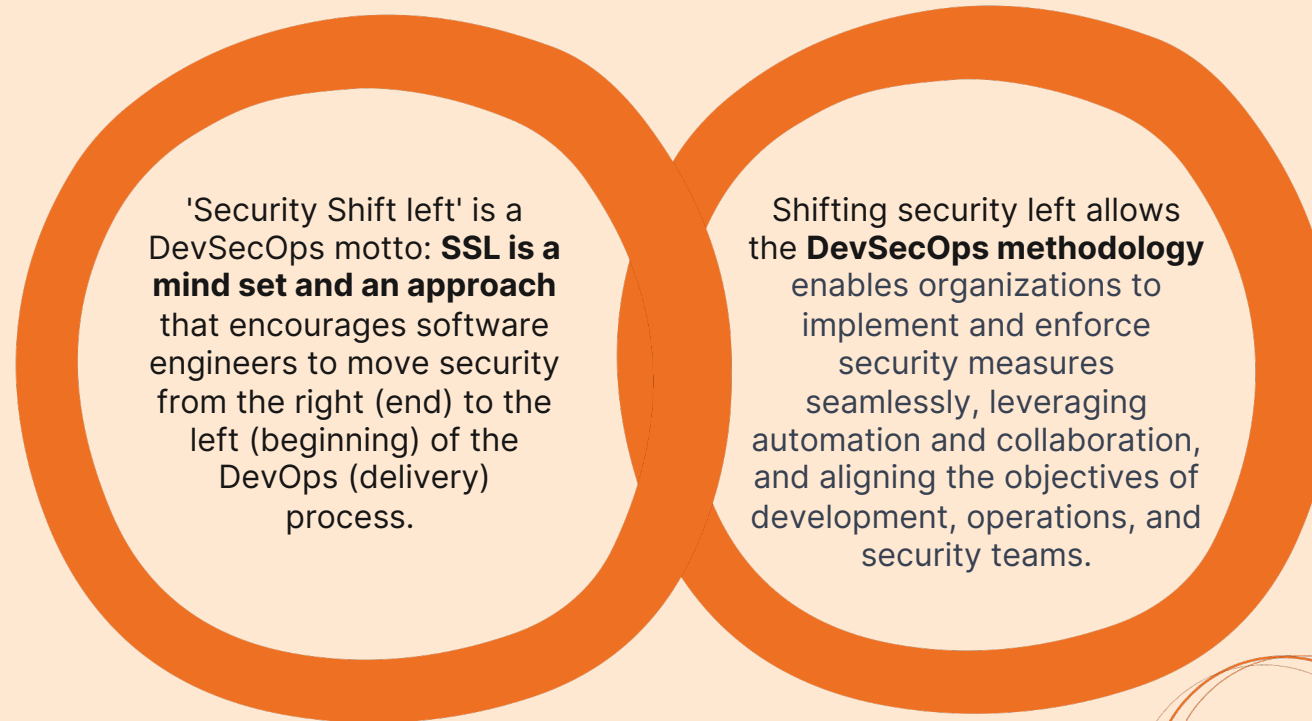 'Security Shift left' is a
DevSecOps motto: SSL is a
mind set and an approach
that encourages software
engineers to move security
from the right (end) to the
left (beginning) of the
DevOps (delivery)
process.
Shifting security left allows
the DevSecOps methodology
enables organizations to
implement and enforce
security measures
seamlessly, leveraging
automation and collaboration,
and aligning the objectives of
development, operations, and
security teams.